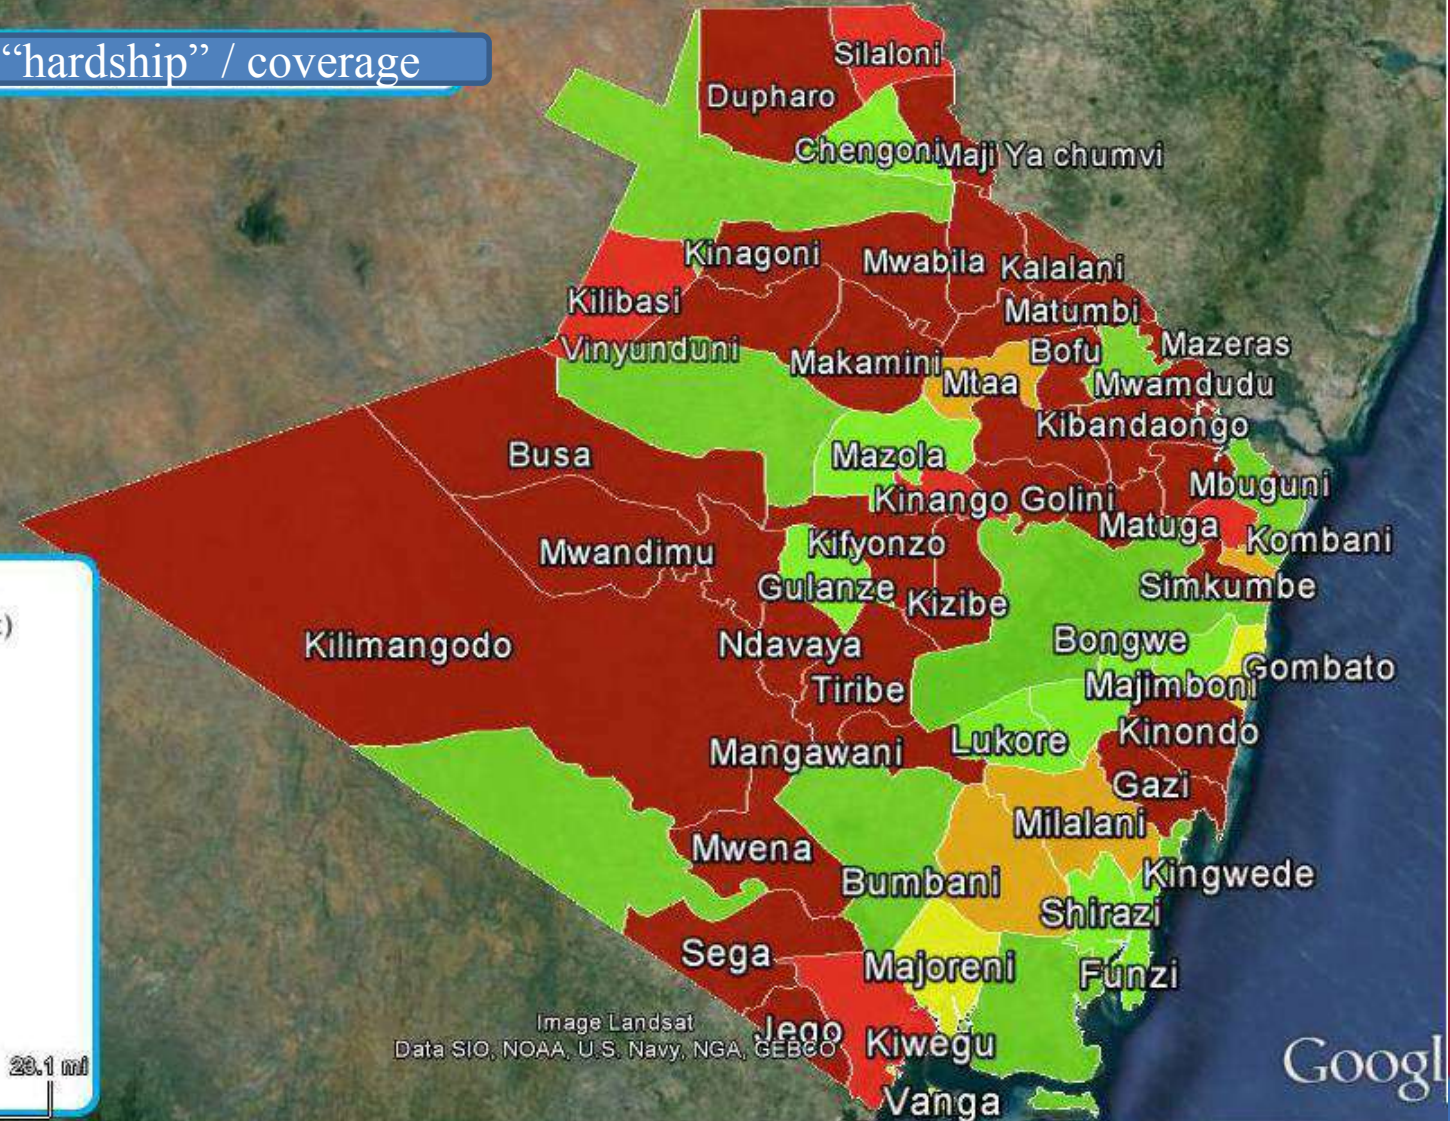 “hardship” / coverage
Silaloni
Dupharo
Chengoni
Maji Ya chumvi
Kinagoni
Mwabila
Kalalani
Kilibasi
Matumbi
Vinyunduni
Makamini
Bofu
Mazeras
Mtaa
Mwamdudu
Kibandaongo
Busa
Mazola
Kinango
Golini
Mbuguni
Matuga
Kombani
Mwandimu
Kifyonzo
Gulanze
Kizibe
Simkumbe
Kilimangodo
Ndavaya
Bongwe
Gombato
Tiribe
Majimboni
Mangawani
Lukore
Kinondo
Gazi
Milalani
Mwena
Bumbani
Kingwede
Shirazi
Sega
Majoreni
Funzi
Image Landsat
Data SIO, NOAA, U.S. Navy, NGA, GEBCO
Jego
Kiwegu
Vanga
23.1 mi
Googl